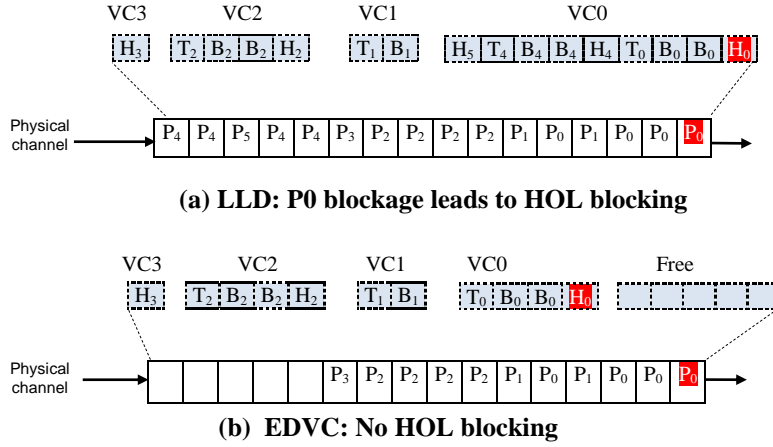 VC3 VC2 VC1 VC0
H3 T2 B2 B2 H2 T1 B1 H5 T4 B4 B4 H4 T0 B0 B0 H0
Physical channel
P4 P4 P5 P4 P4 P3 P2 P2 P2 P2 P1 P0 P1 P0 P0 P0
(a) LLD: P0 blockage leads to HOL blocking
VC3 VC2 VC1 VC0 Free
H3 T2 B2 B2 H2 T1 B1 T0 B0 B0 H0
Physical channel
P3 P2 P2 P2 P2 P1 P0 P1 P0 P0 P0
(b) EDVC: No HOL blocking